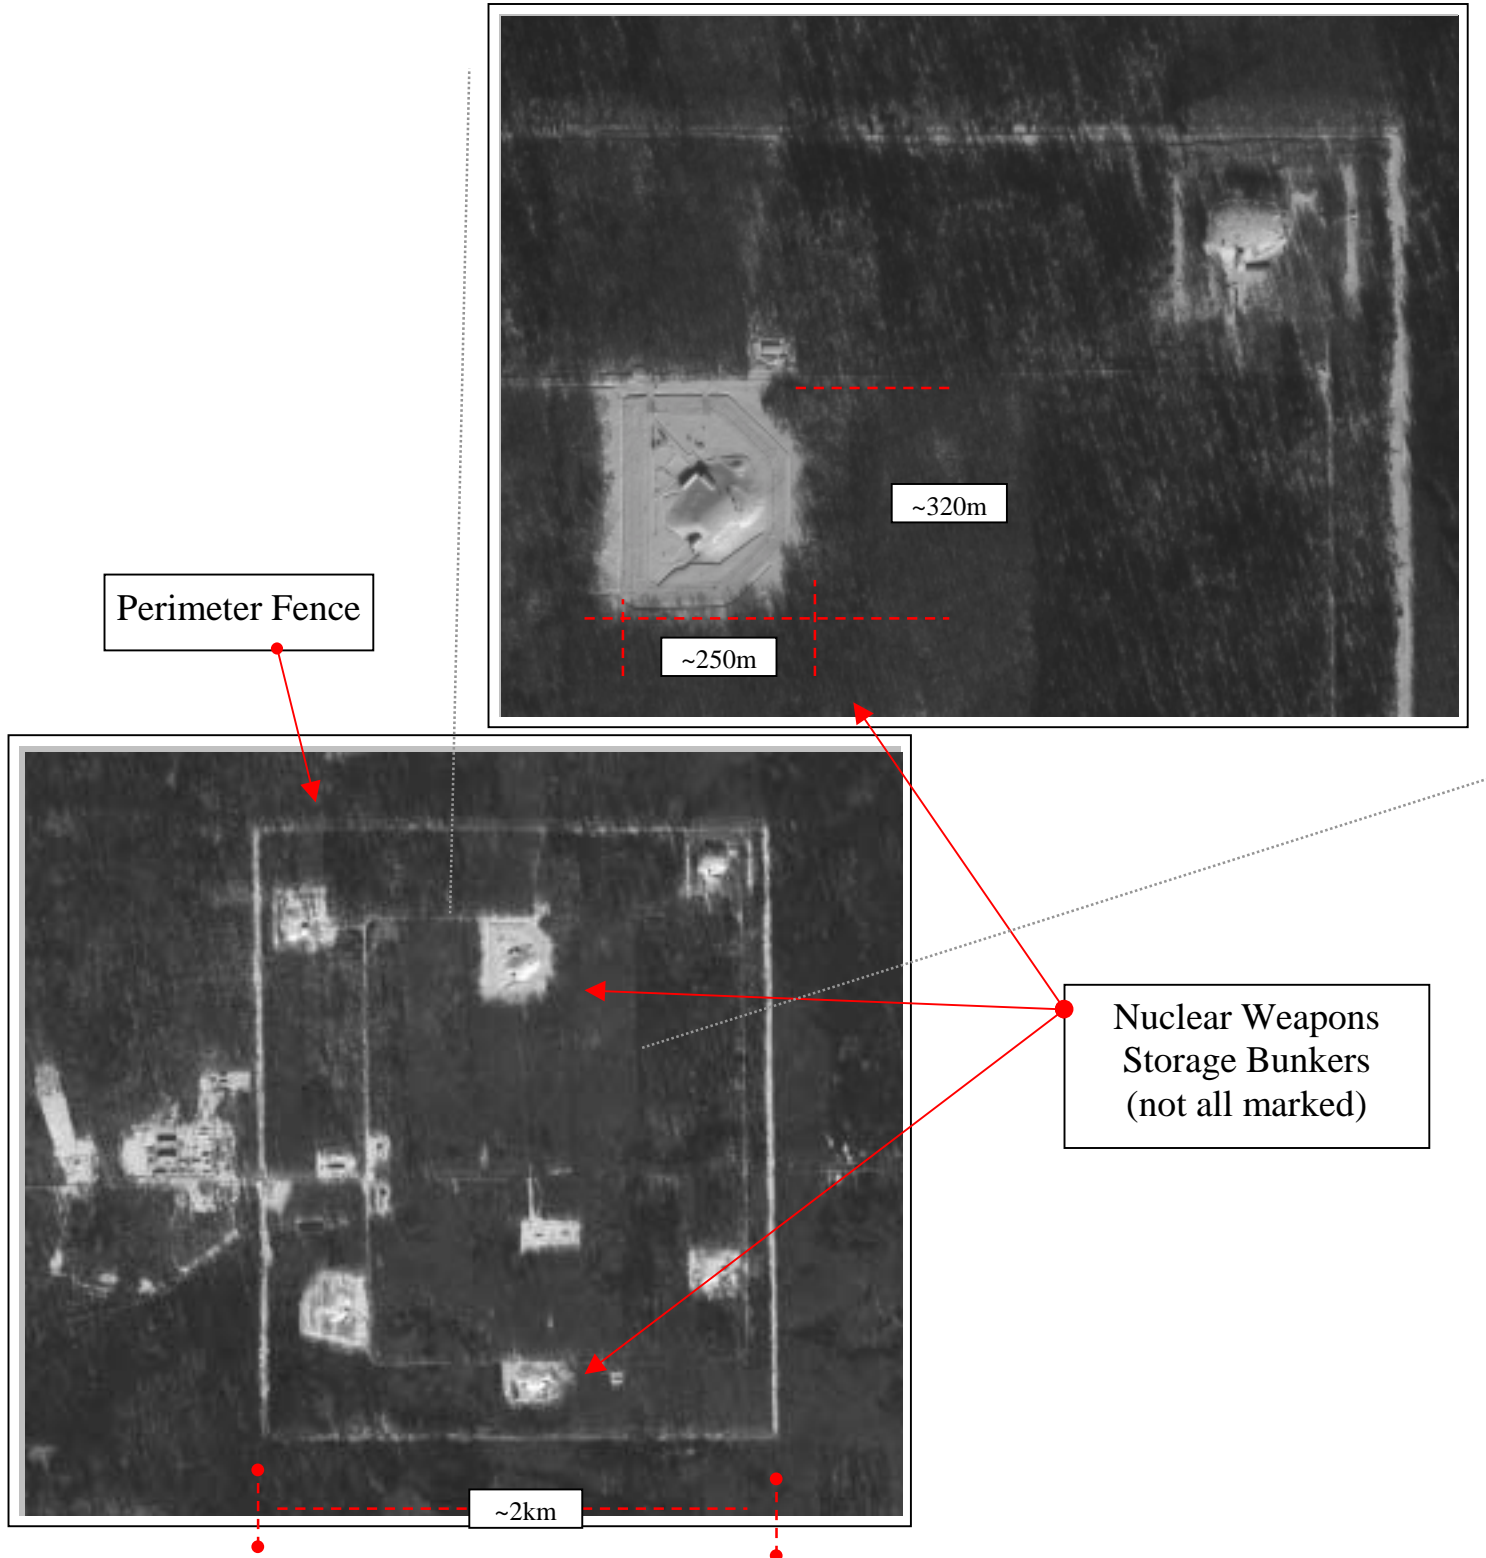 ~320m
Perimeter Fence
~250m
Nuclear Weapons
Storage Bunkers
(not all marked)
~2km